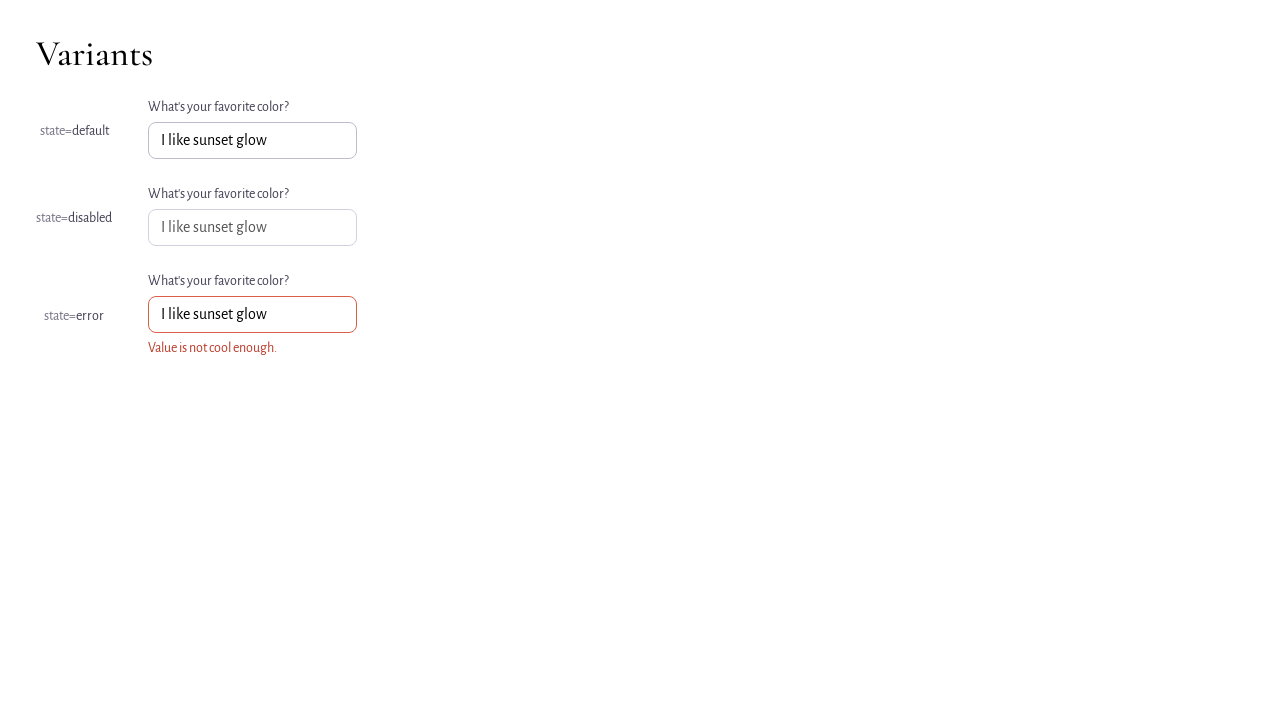 Variants
What's your favorite color?
state=default
I like sunset glow
What's your favorite color?
state=disabled
I like sunset glow
What's your favorite color?
state=error
I like sunset glow
Value is not cool enough.